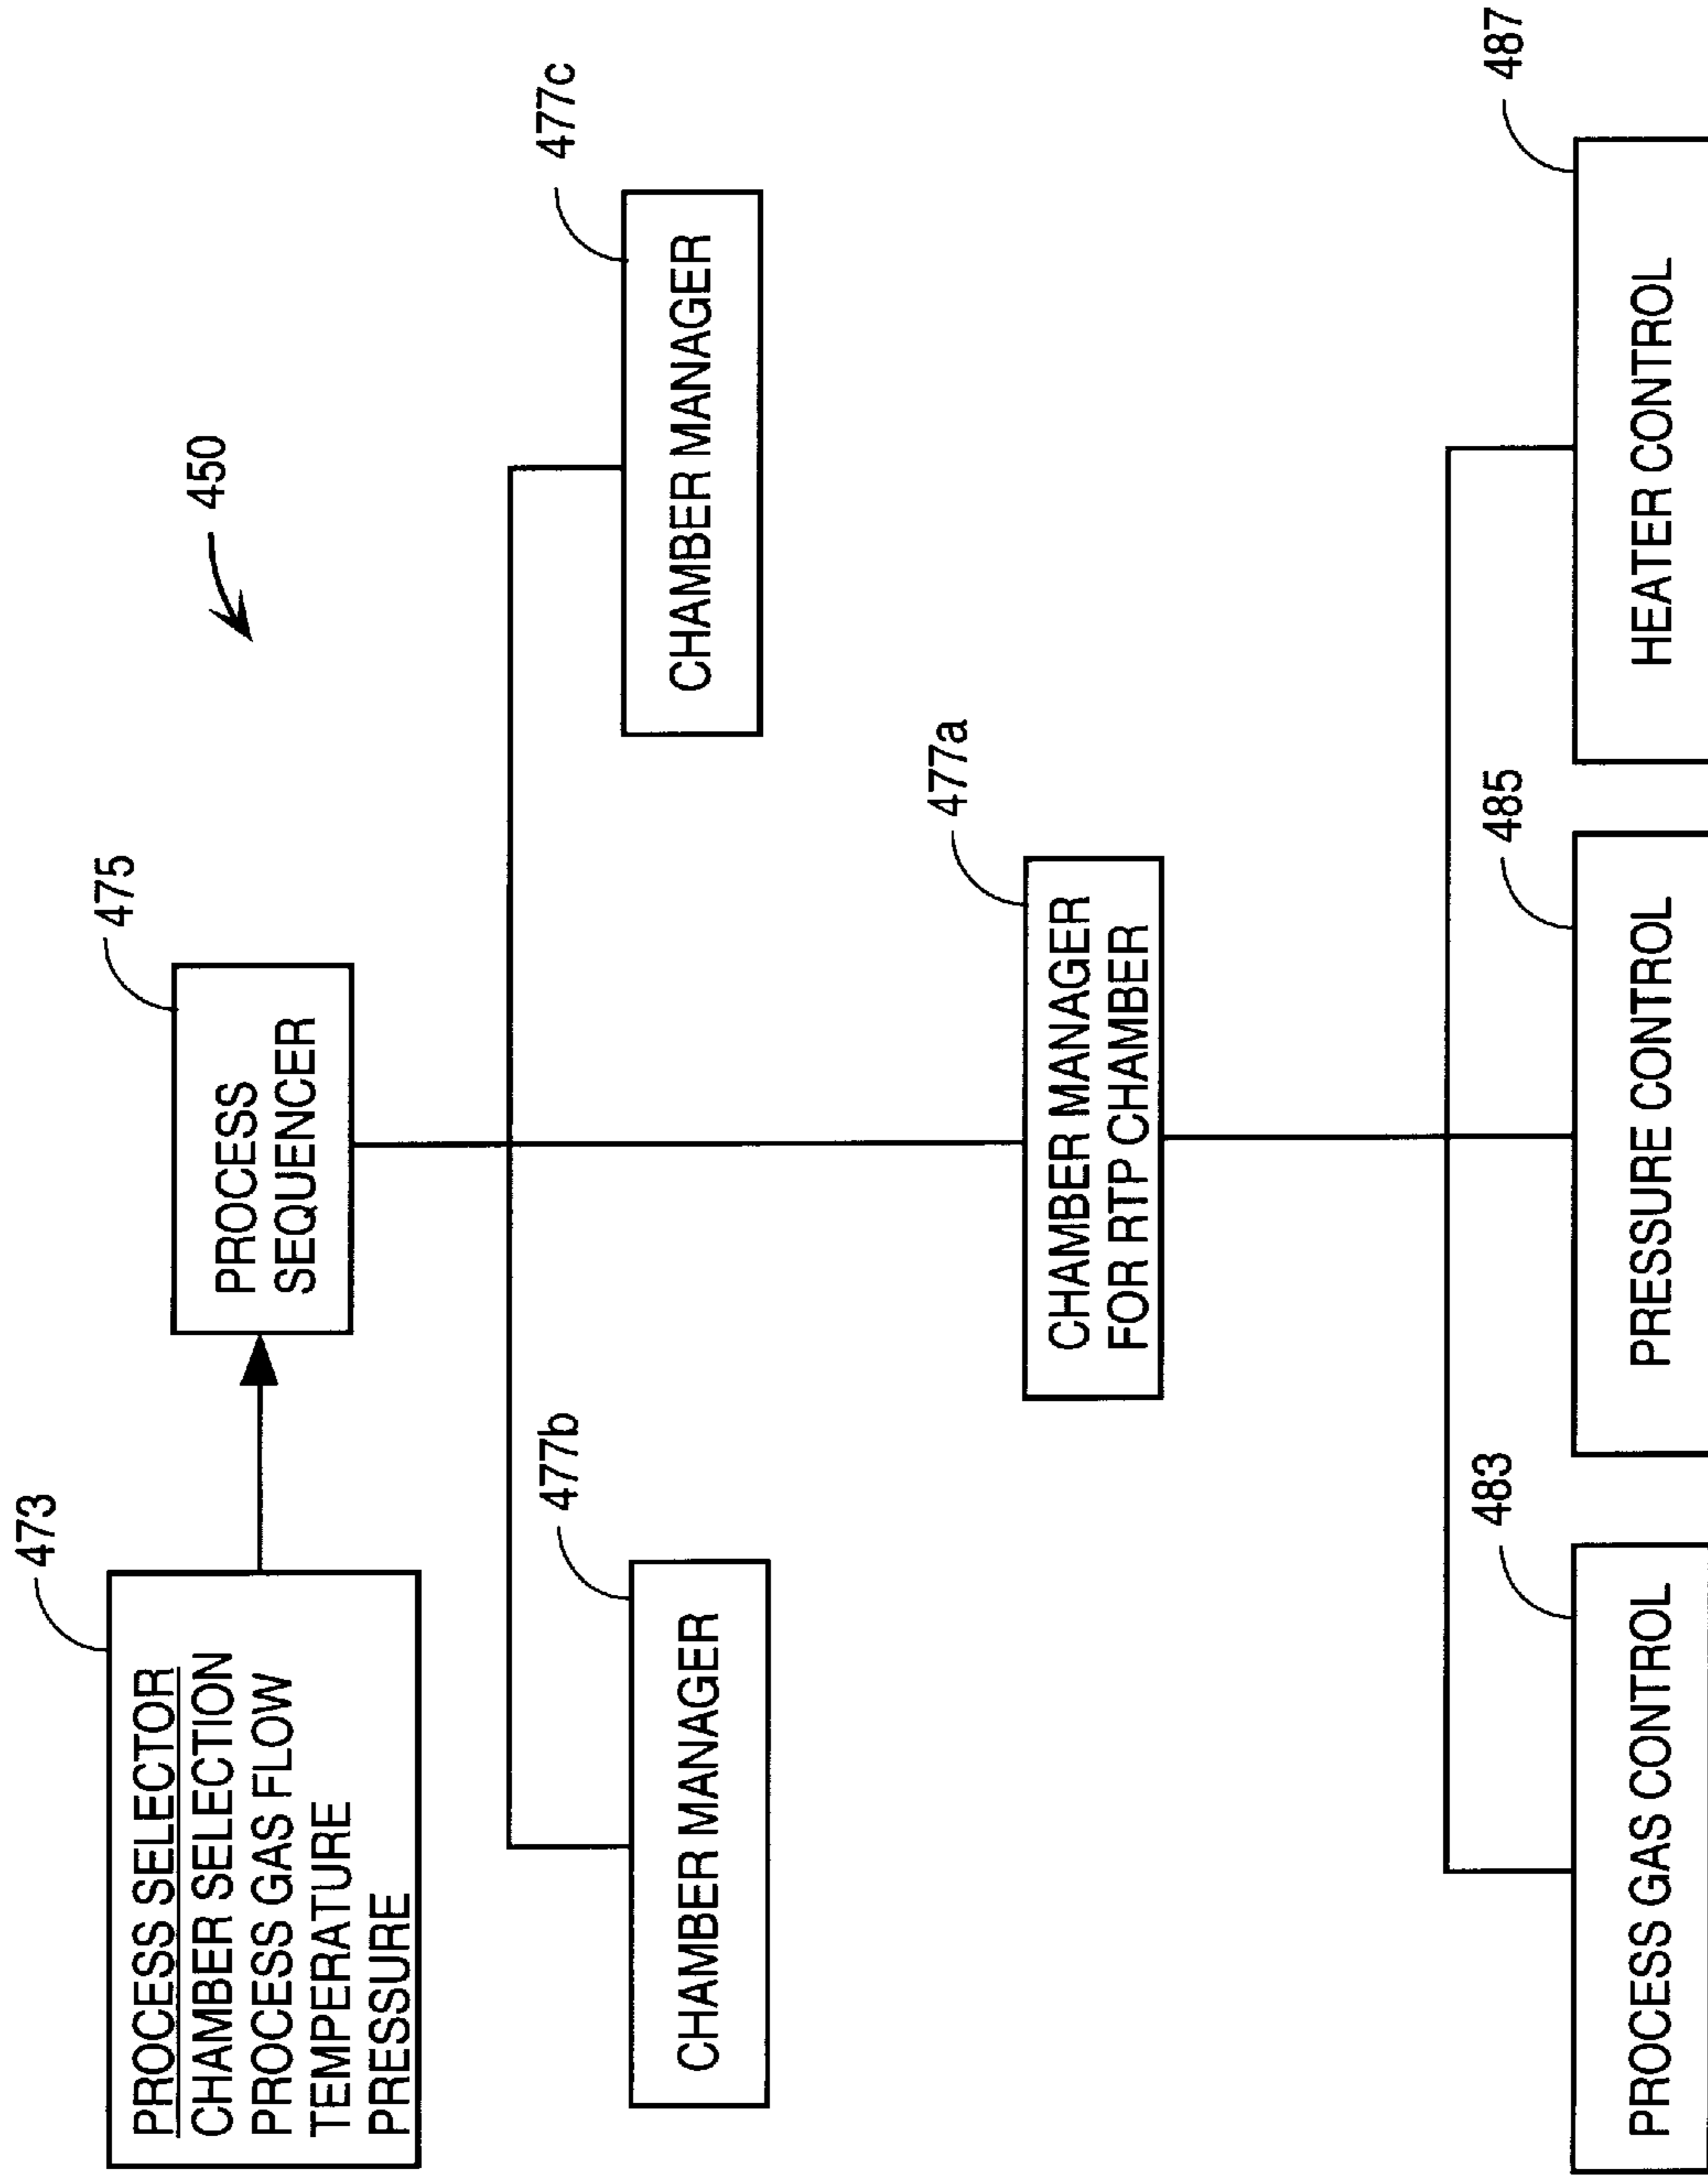 473
PROCESS SELECTOR
CHAMBER SELECTION
PROCESS GAS FLOW
TEMPERATURE
PRESSURE
475
PROCESS
SEQUENCER
450
477b
CHAMBER MANAGER
477c
CHAMBER MANAGER
477a
CHAMBER MANAGER
FOR RTP CHAMBER
483
PROCESS GAS CONTROL
485
PRESSURE CONTROL
487
HEATER CONTROL